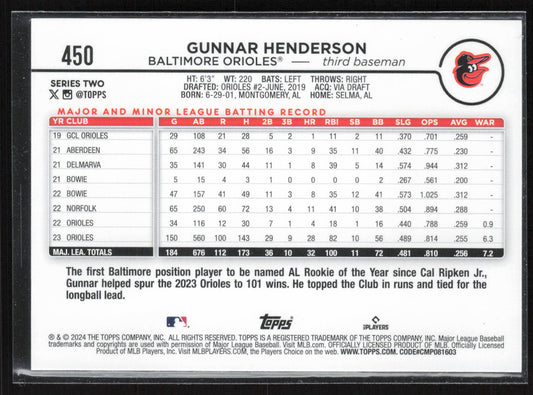 450
GUNNAR HENDERSON
BALTIMORE ORIOLES® — third baseman
SERIES TWO
@TOPPS
HT: 6'3" WT: 220 BATS: LEFT THROWS: RIGHT
DRAFTED: ORIOLES #2-JUNE, 2019 ACQ: VIA DRAFT
BORN: 6-29-01, MONTGOMERY, AL HOME: SELMA, AL
MAJOR AND MINOR LEAGUE BATTING RECORD
YR CLUB G AB R H 2B 3B HR RBI SB BB SLG OPS AVG WAR
19 GCL ORIOLES 29 108 21 28 5 2 1 11 2 11 .370 .701 .259 -
21 ABERDEEN 65 243 34 56 16 3 9 35 11 40 .432 .775 .230 -
21 DELMARVA 35 141 30 44 11 1 8 39 5 14 .574 .944 .312 -
21 BOWIE 5 15 4 3 1 0 0 0 0 2 .267 .561 .200 -
22 BOWIE 47 157 41 49 11 3 8 35 12 41 .573 1.025 .312 -
22 NORFOLK 65 250 60 72 13 4 11 41 10 38 .504 .894 .288 -
22 ORIOLES 34 116 12 30 7 1 4 18 1 16 .440 .788 .259 0.9
23 ORIOLES 150 560 100 143 29 9 28 82 10 56 .489 .814 .255 6.3
MAJ. LEA. TOTALS 184 676 112 173 36 10 32 100 11 72 .481 .810 .256 7.2
The first Baltimore position player to be named AL Rookie of the Year since Cal Ripken Jr.,
Gunnar helped spur the 2023 Orioles to 101 wins. He topped the Club in runs and tied for the
longball lead.
Topps
PLAYERS
® & © 2024 THE TOPPS COMPANY, INC. ALL RIGHTS RESERVED. TOPPS IS A REGISTERED TRADEMARK OF THE TOPPS COMPANY, INC. Major League Baseball
trademarks and copyrights are used with permission of Major League Baseball. Visit MLB.com. OFFICIALLY LICENSED PRODUCT OF MLB PLAYERS, INC. Officially Licensed
Product of MLB Players, Inc. Visit MLBPLAYERS.com, the Players Choice on the web. WWW.TOPPS.COM. CODE#CMP081603